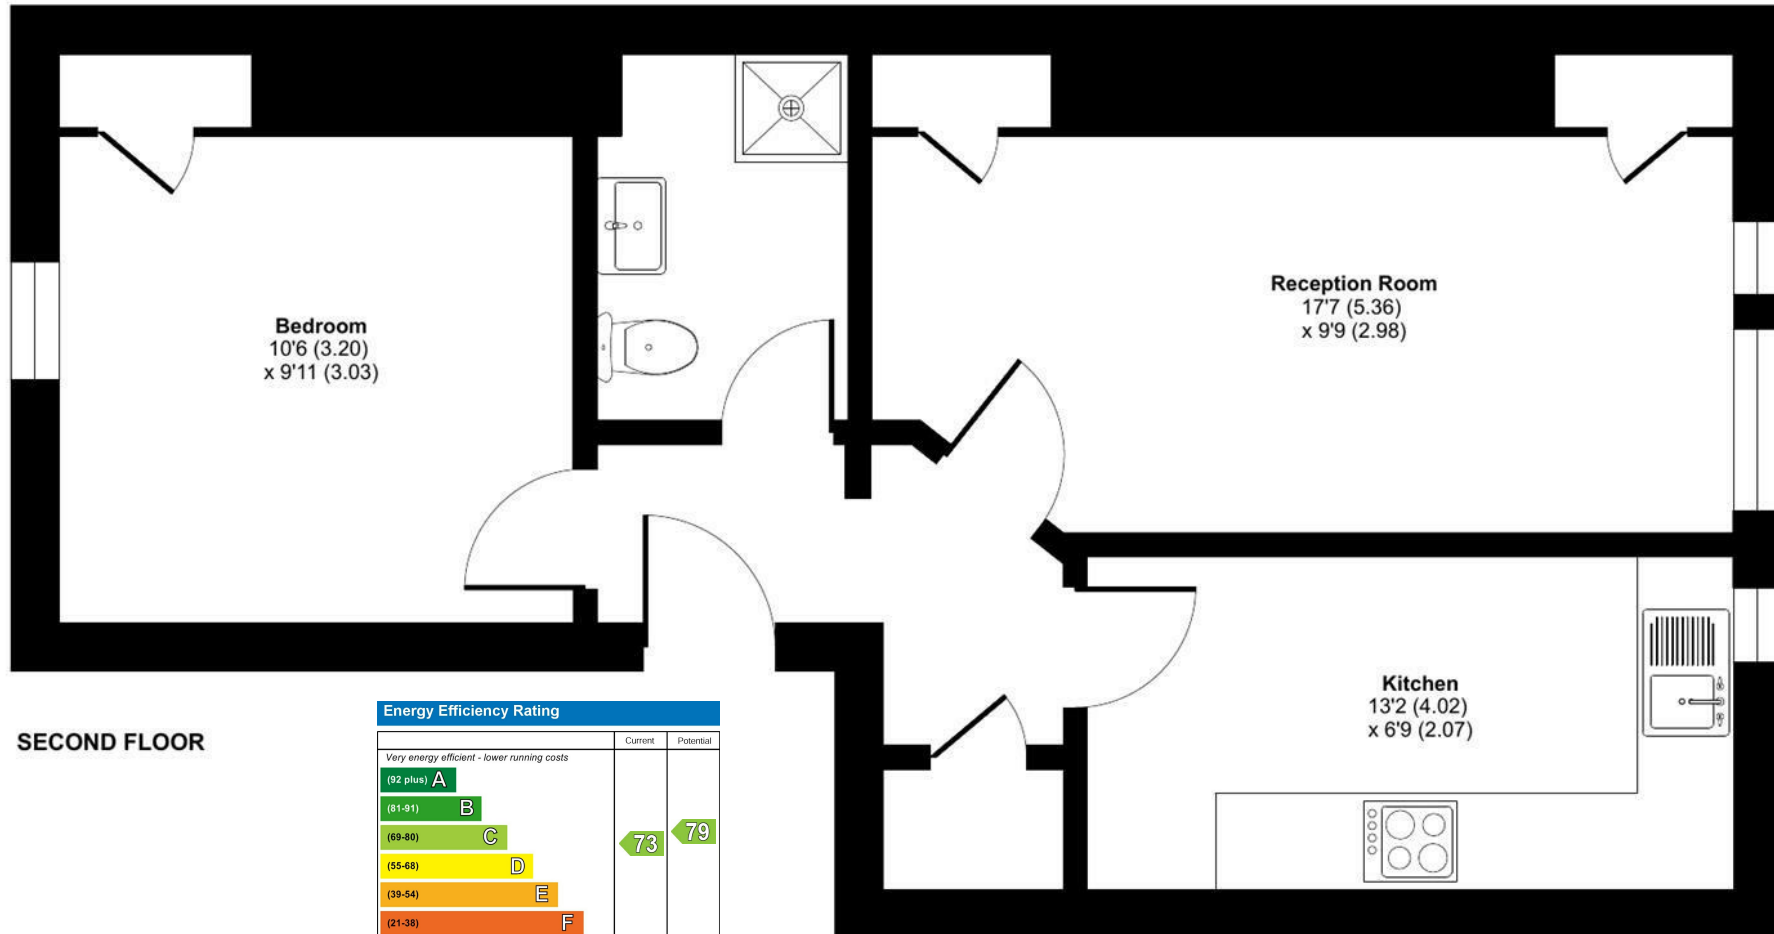 Bedroom
10'6 (3.20)
x 9'11 (3.03)
Reception Room
17'7 (5.36)
x 9'9 (2.98)
Kitchen
13'2 (4.02)
x 6'9 (2.07)
SECOND FLOOR
Energy Efficiency Rating
Current Potential
Very energy efficient - lower running costs
(92 plus) A
(81-91) B
(69-80) C
73 79
(55-68) D
(39-54) E
(21-38) F